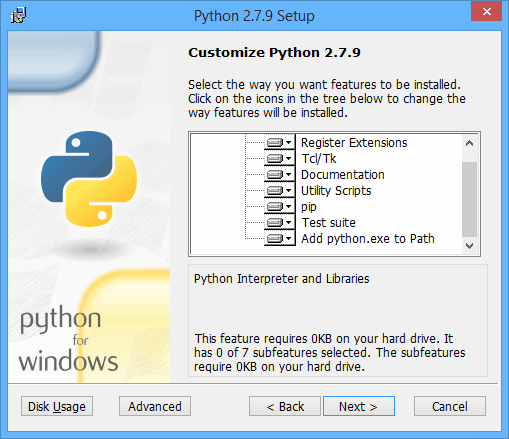 Python 2.7.9 Setup
Customize Python 2.7.9
Select the way you want features to be installed.
Click on the icons in the tree below to change the
way features will be installed.
Register Extensions
Tcl/Tk
Documentation
Utility Scripts
pip
Test suite
Add python.exe to Path
Python Interpreter and Libraries
This feature requires 0KB on your hard drive. It
has 0 of 7 subfeatures selected. The subfeatures
require 0KB on your hard drive.
python
for
windows
Disk Usage
Advanced
< Back
Next >
Cancel